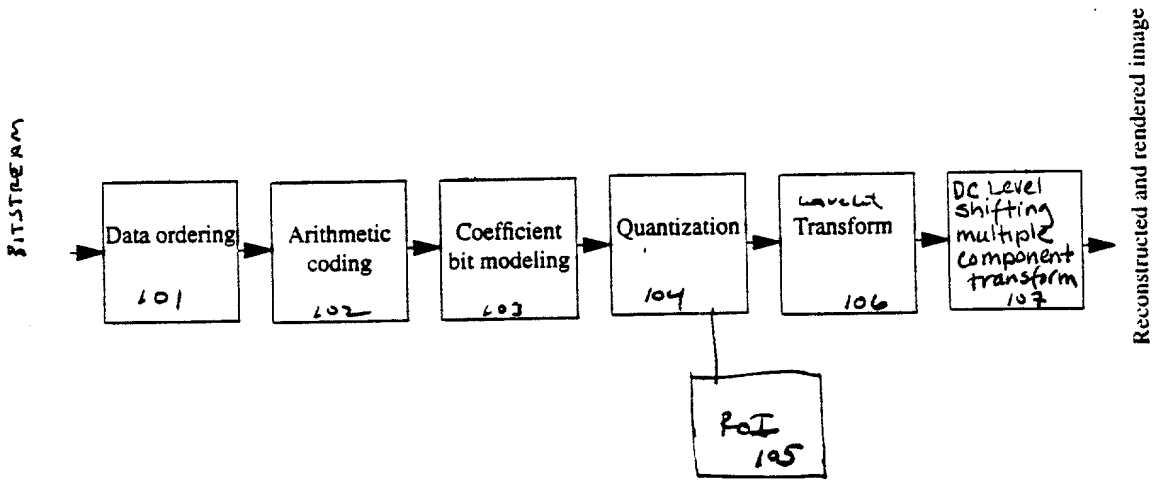 BITSTREAM
Data ordering
101
Arithmetic
coding
102
Coefficient
bit modeling
103
Quantization
104
RoI
105
wavelet
Transform
106
DC Level
shifting
multiple
component
transform
107
Reconstructed and rendered image